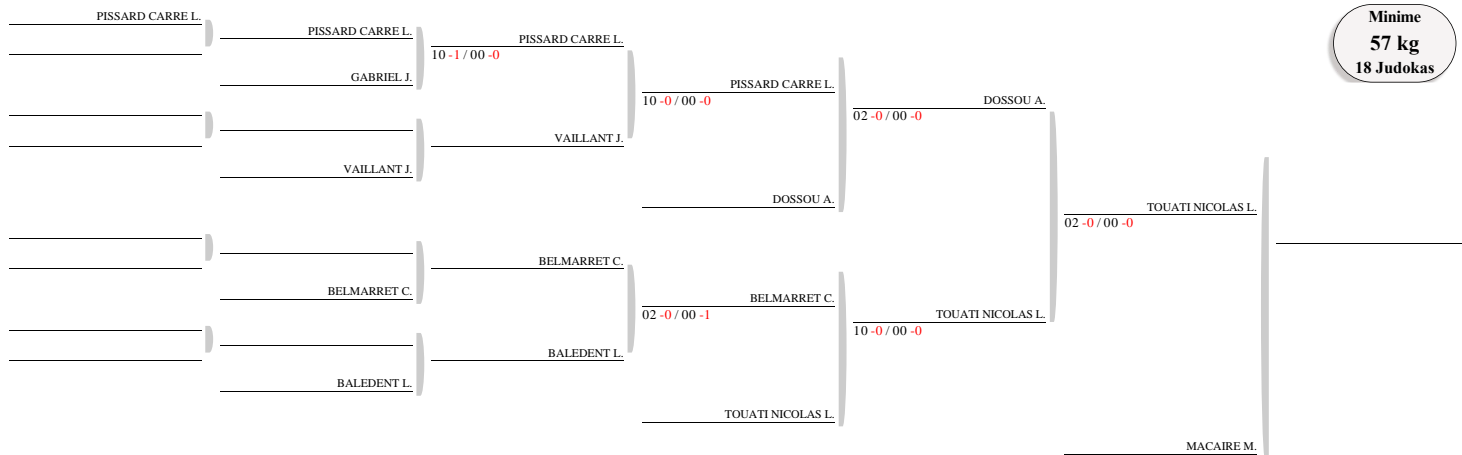 Minime
57 kg
18 Judokas
PISSARD CARRE L.
PISSARD CARRE L.
GABRIEL J.
VAILLANT J.
BELMARRET C.
BALEDENT L.
PISSARD CARRE L.
10 -1 / 00 -0
VAILLANT J.
BELMARRET C.
BALEDENT L.
PISSARD CARRE L.
10 -0 / 00 -0
DOSSOU A.
BELMARRET C.
02 -0 / 00 -1
TOUATI NICOLAS L.
DOSSOU A.
02 -0 / 00 -0
TOUATI NICOLAS L.
10 -0 / 00 -0
TOUATI NICOLAS L.
02 -0 / 00 -0
MACAIRE M.